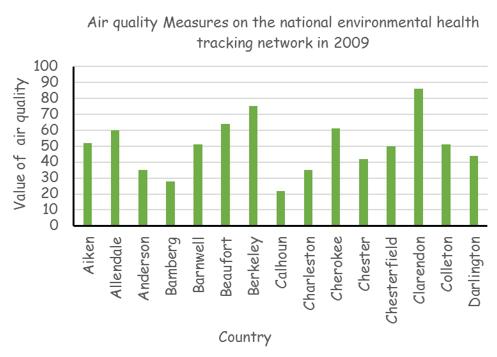 Air quality Measures on the national environmental health
tracking network in 2009
Value of air quality
100
90
80
70
60
50
40
30
20
10
0
Aiken
Allendale
Anderson
Bamberg
Barnwell
Beaufort
Berkeley
Calhoun
Charleston
Cherokee
Chester
Chesterfield
Clarendon
Colleton
Darlington
Country